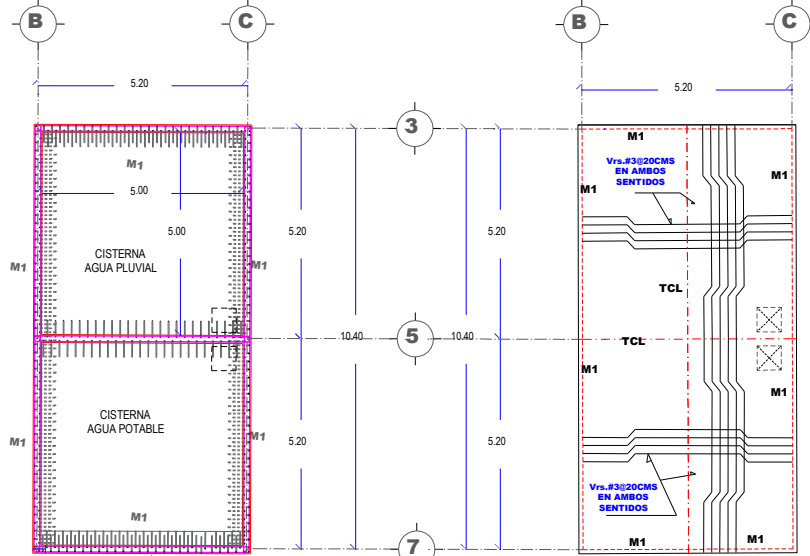 B
C
B
C
5.20
5.20
3
M1
5.00
5.00
5.20
5.20
5.20
CISTERNA
AGUA PLUVIAL
M1
M1
M1
Vrs.#3@20CMS
EN AMBOS
SENTIDOS
M1
M1
TCL
TCL
10.40
5
10.40
M1
M1
CISTERNA
AGUA POTABLE
M1
M1
5.20
5.20
M1
Vrs.#3@20CMS
EN AMBOS
SENTIDOS
M1
M1
7